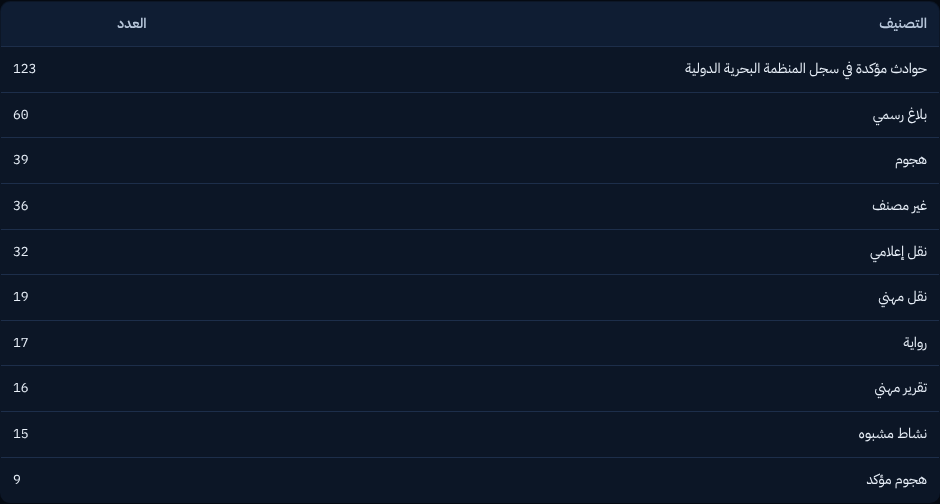 التصنيف العدد
حوادث مؤكدة في سجل المنظمة البحرية الدولية 123
بلاغ رسمي 60
هجوم 39
غير مصنف 36
نقل إعلامي 32
نقل مهني 19
رواية 17
تقرير مهني 16
نشاط مشبوه 15
هجوم مؤكد 9